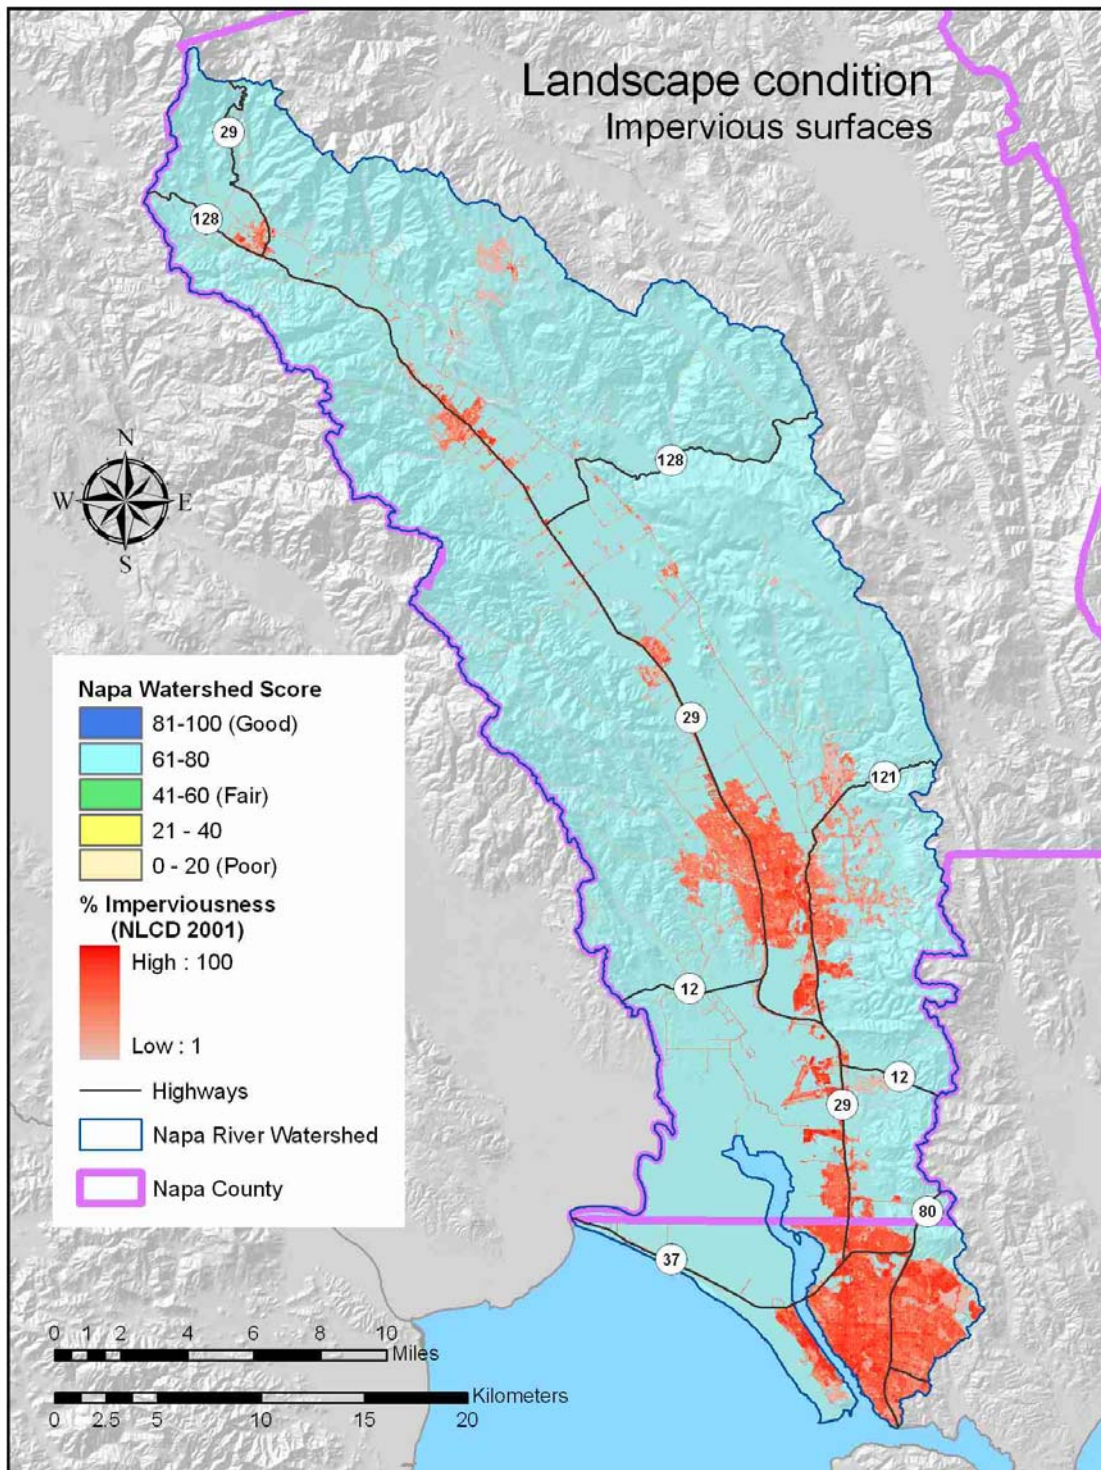 Landscape condition
Impervious surfaces
29
128
128
N
W E
S
29
121
12
12
29
80
37
Napa Watershed Score
81-100 (Good)
61-80
41-60 (Fair)
21 - 40
0 - 20 (Poor)
% Imperviousness
(NLCD 2001)
High : 100
Low : 1
Highways
Napa River Watershed
Napa County
0 1 2 4 6 8 10
Miles
Kilometers
0 2.5 5 10 15 20